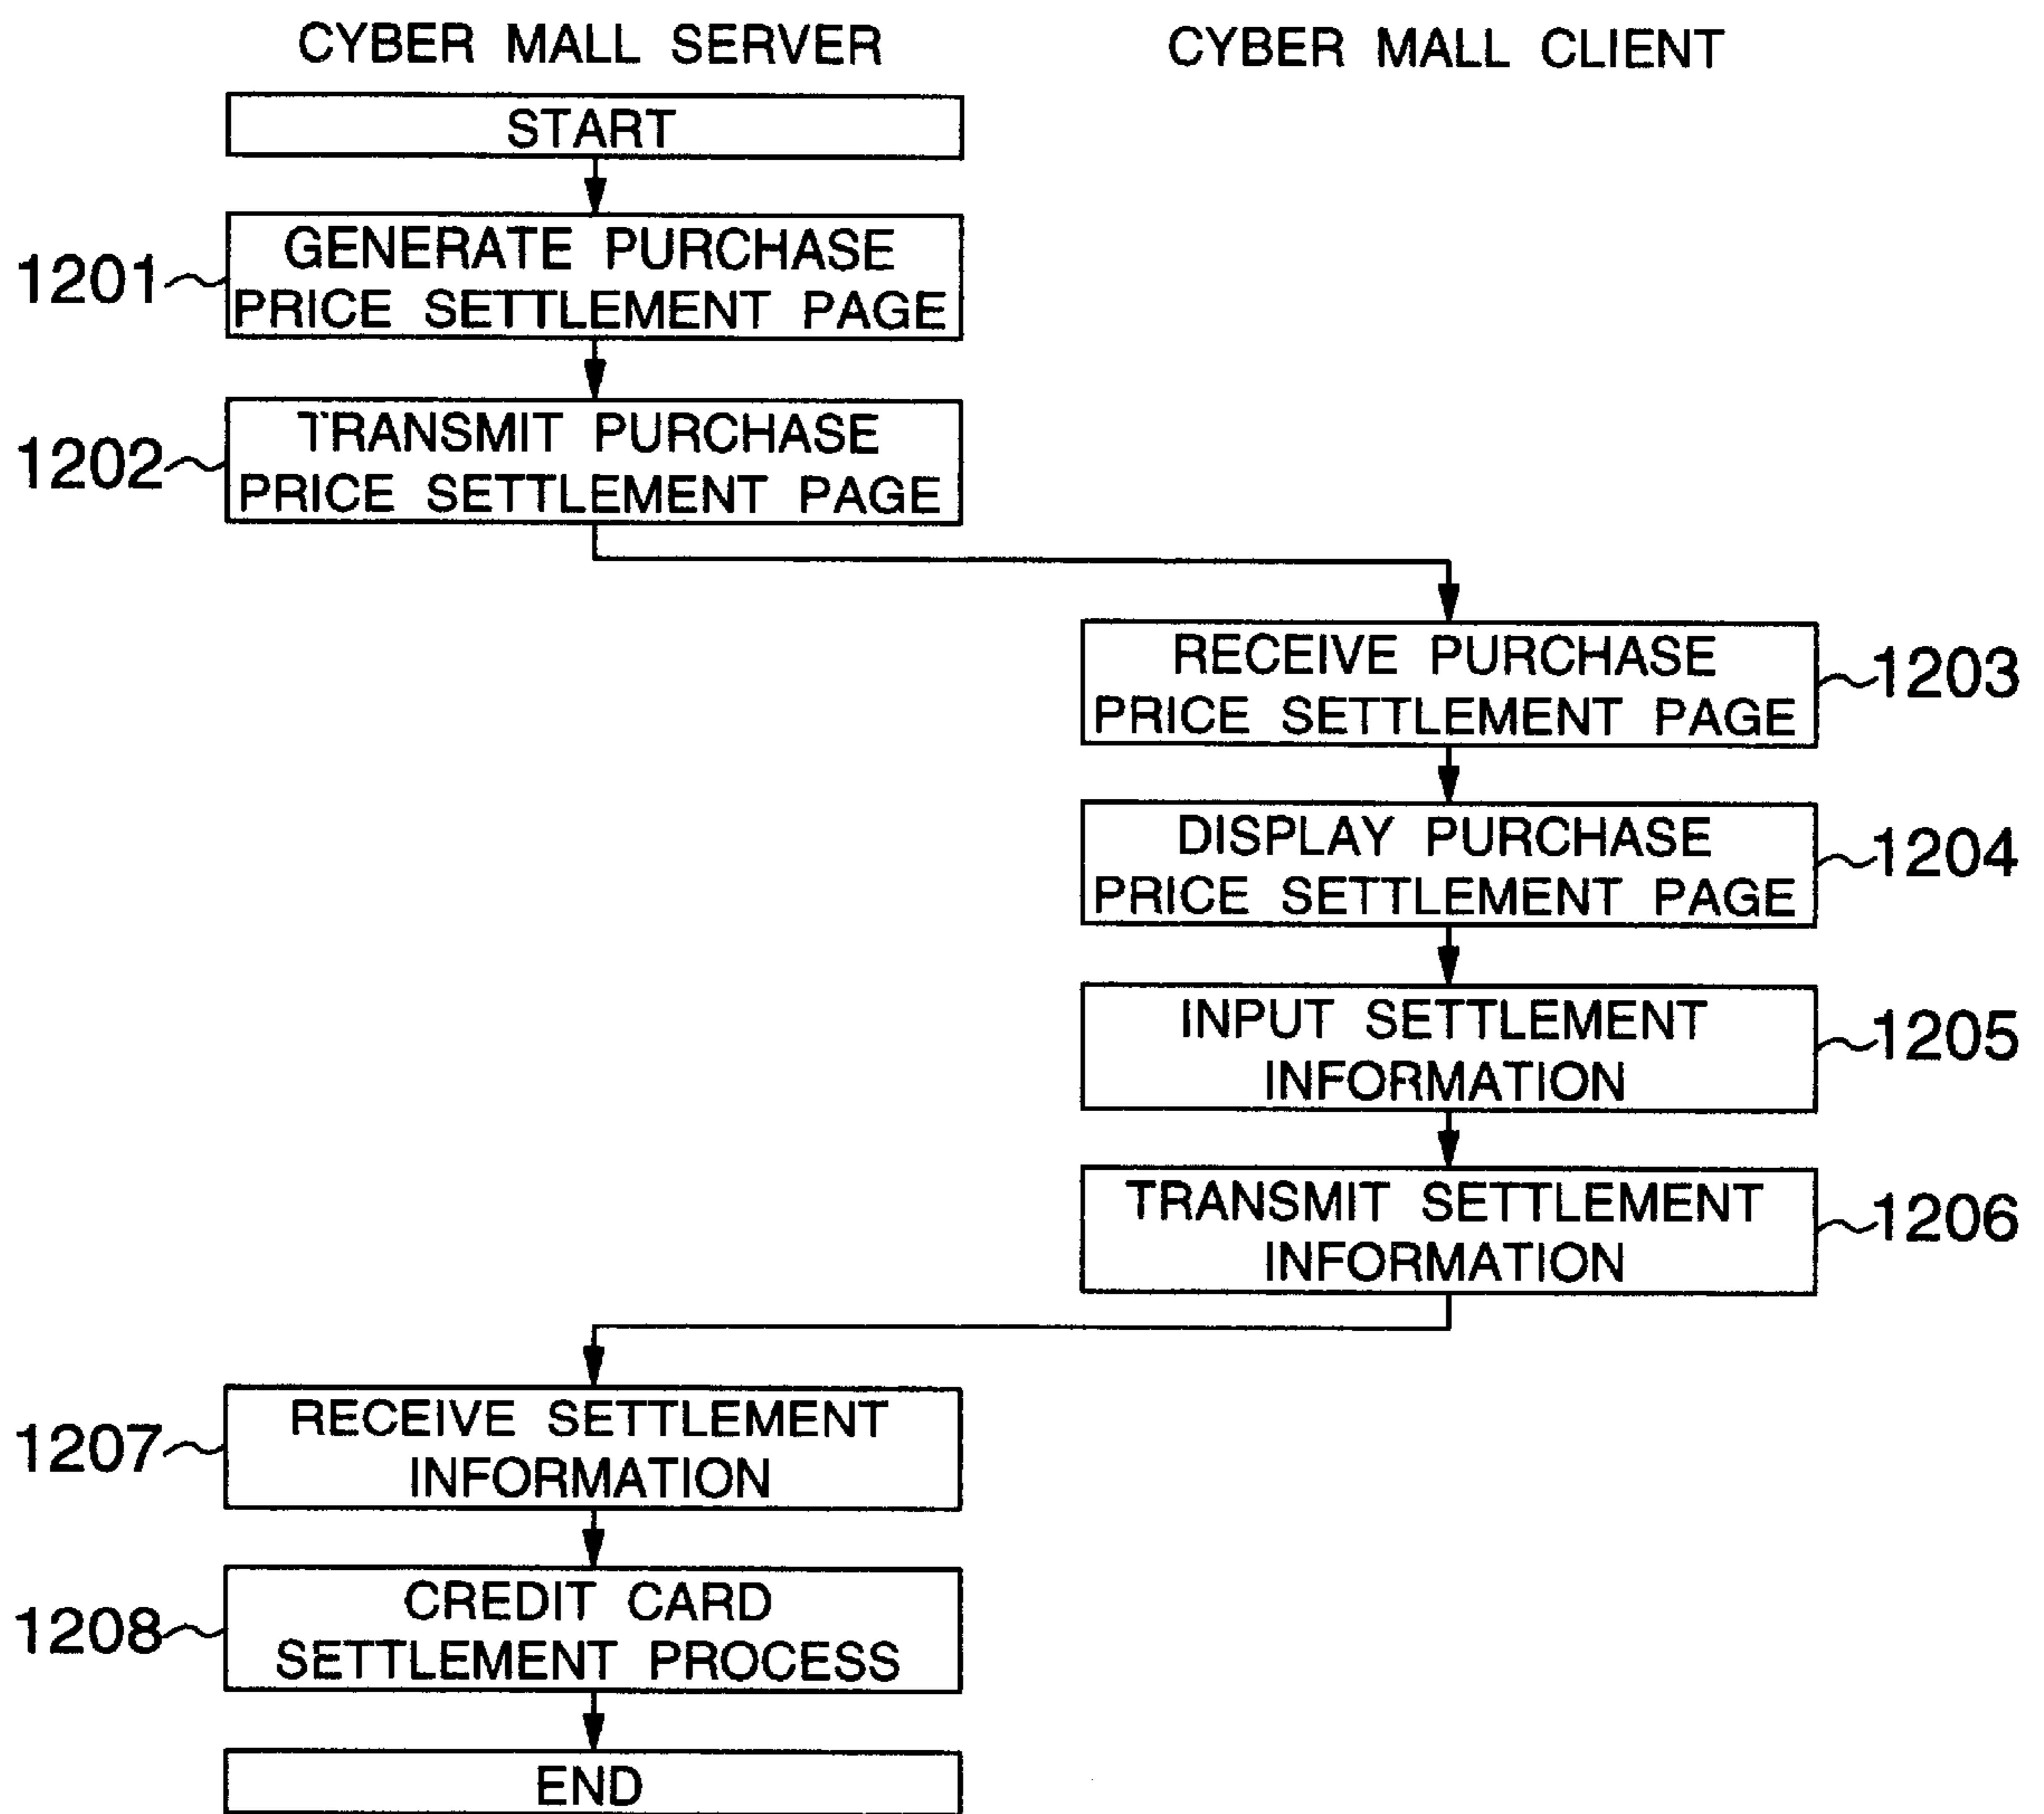 CYBER MALL SERVER
CYBER MALL CLIENT
START
1201
GENERATE PURCHASE
PRICE SETTLEMENT PAGE
1202
TRANSMIT PURCHASE
PRICE SETTLEMENT PAGE
RECEIVE PURCHASE
PRICE SETTLEMENT PAGE
1203
DISPLAY PURCHASE
PRICE SETTLEMENT PAGE
1204
INPUT SETTLEMENT
INFORMATION
1205
TRANSMIT SETTLEMENT
INFORMATION
1206
1207
RECEIVE SETTLEMENT
INFORMATION
1208
CREDIT CARD
SETTLEMENT PROCESS
END